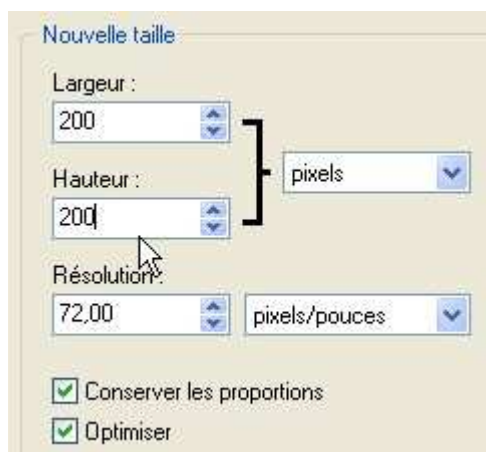 Nouvelle taille
Largeur :
200
pixels
Hauteur :
200
Résolution :
72,00 pixels/pouces
Conserver les proportions
Optimiser